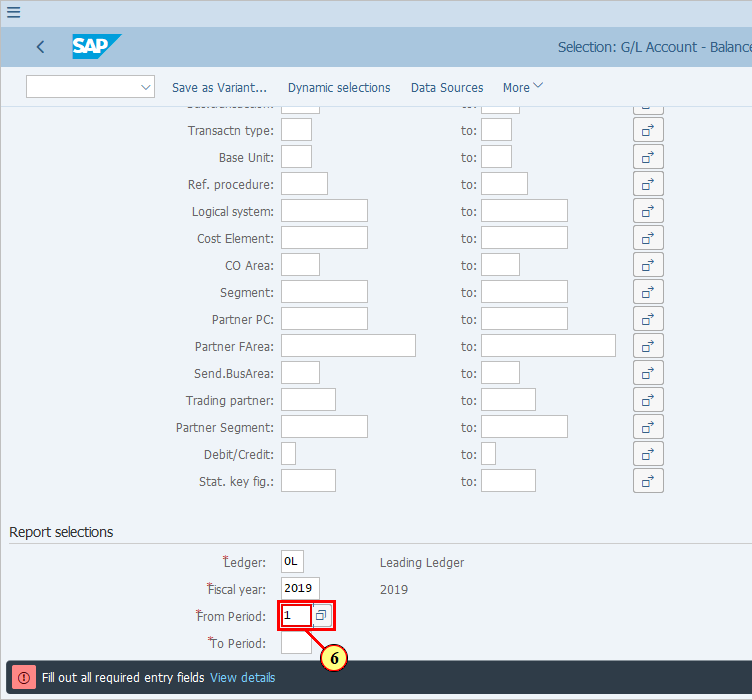 SAP
Selection: G/L Account - Balance
Save as Variant... Dynamic selections Data Sources More
to:
Transactn type: to:
Base Unit: to:
Ref. procedure: to:
Logical system: to:
Cost Element: to:
CO Area: to:
Segment: to:
Partner PC: to:
Partner FArea: to:
Send.BusArea: to:
Trading partner: to:
Partner Segment: to:
Debit/Credit: to:
Stat. key fig.: to:
Report selections
*Ledger: 0L Leading Ledger
*Fiscal year: 2019 2019
*From Period: 1
*To Period:
6
Fill out all required entry fields View details